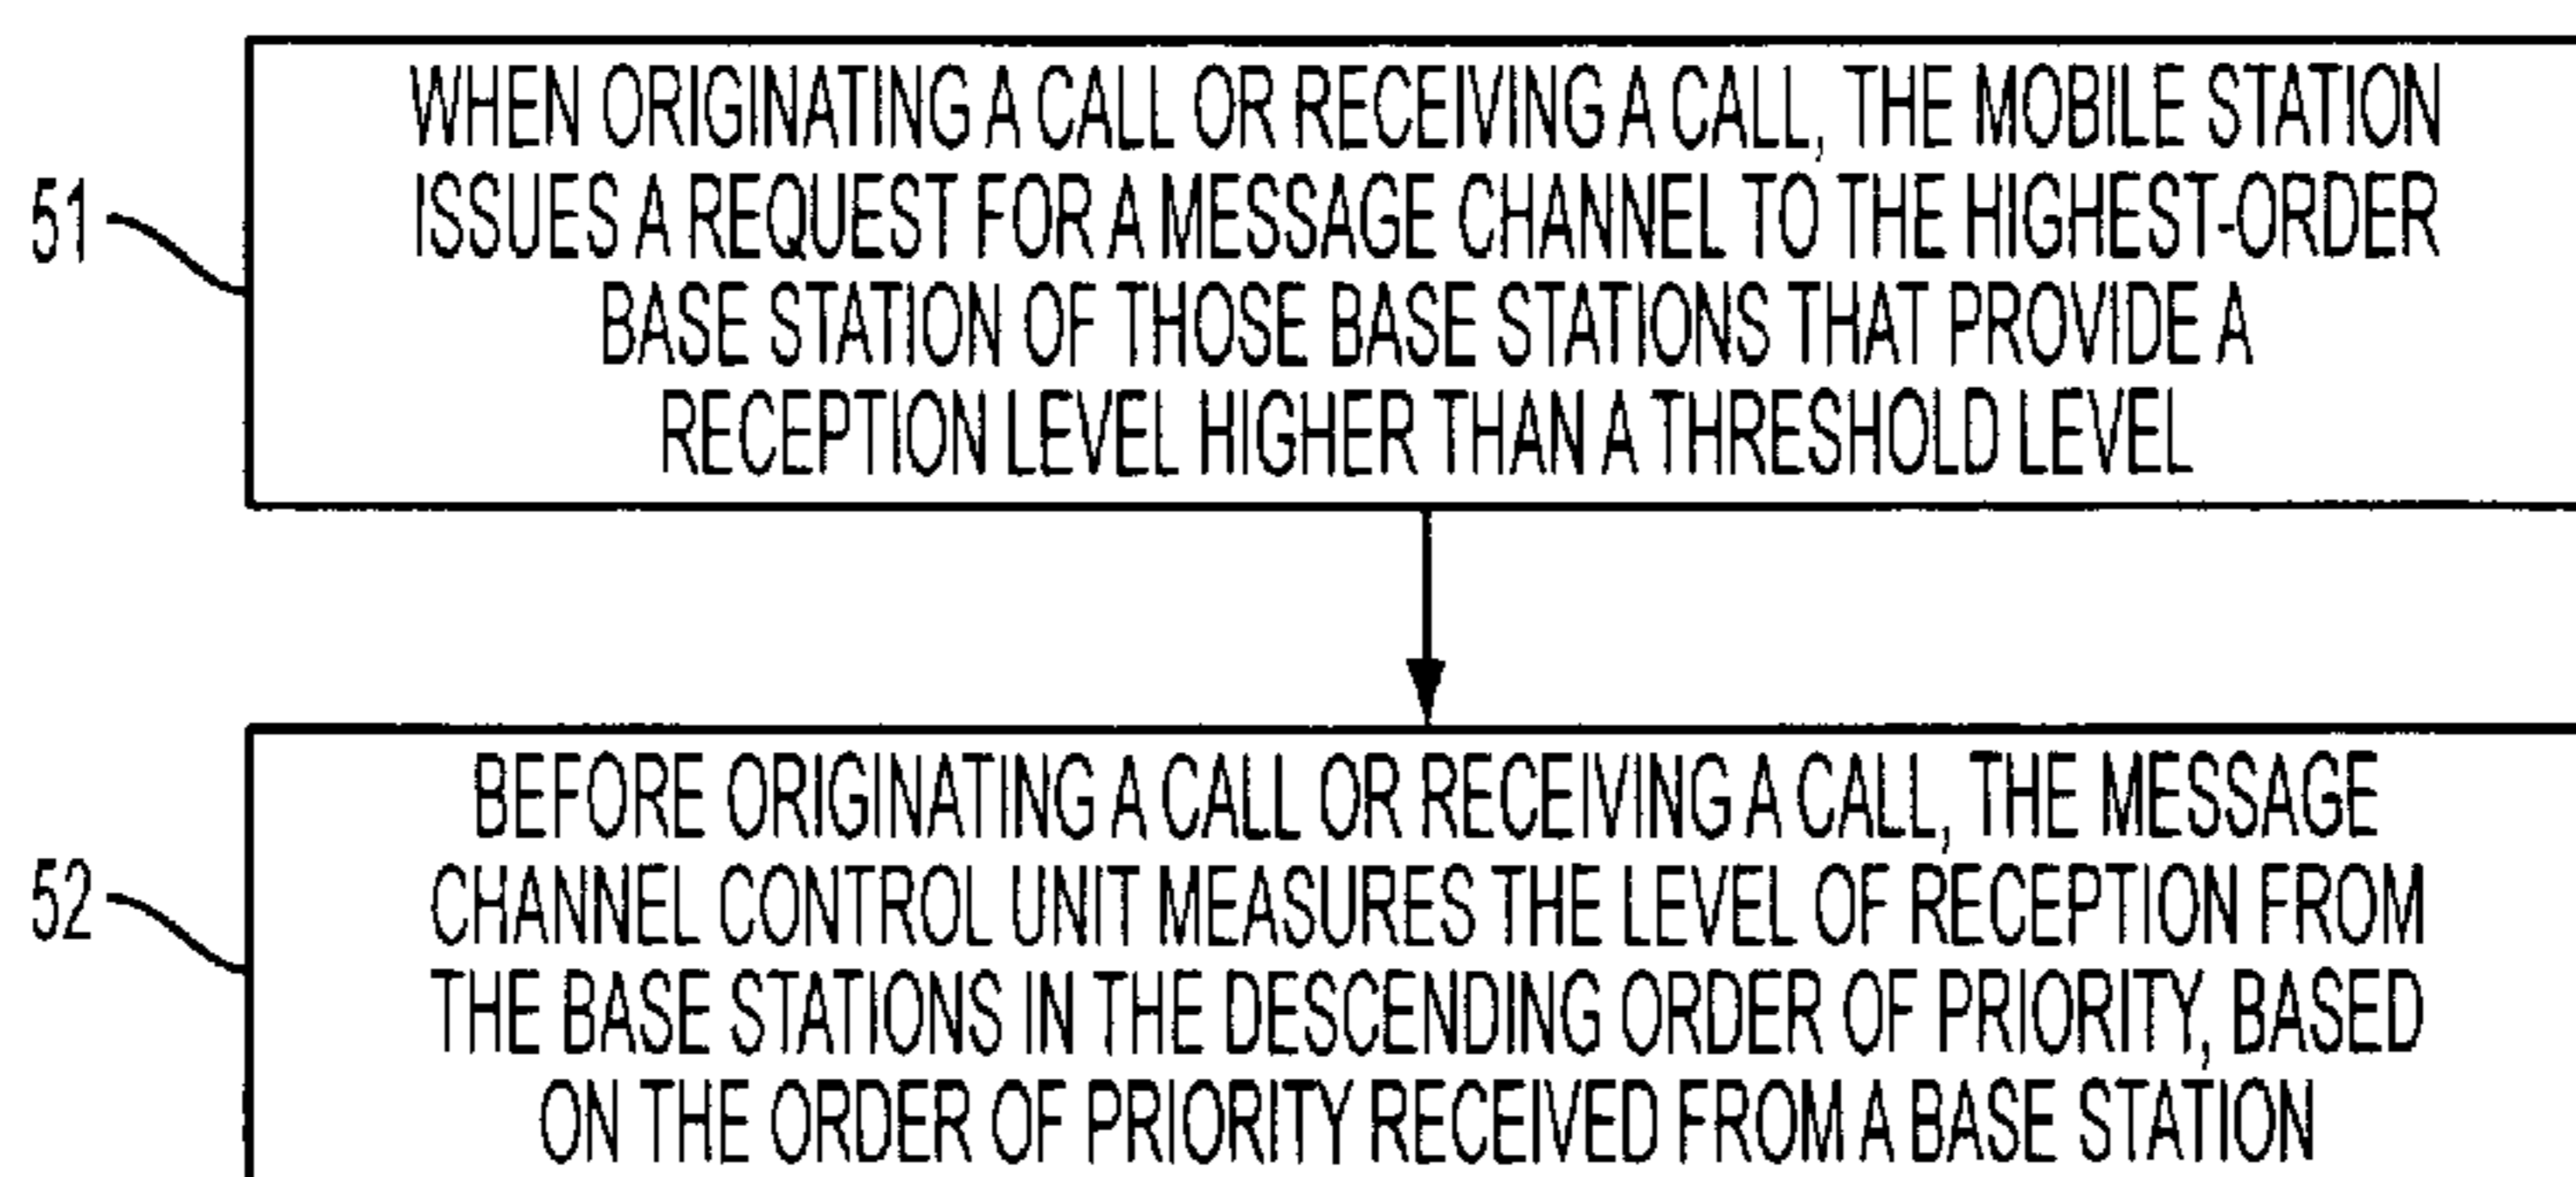 WHEN ORIGINATING A CALL OR RECEIVING A CALL, THE MOBILE STATION
ISSUES A REQUEST FOR A MESSAGE CHANNEL TO THE HIGHEST-ORDER
BASE STATION OF THOSE BASE STATIONS THAT PROVIDE A
RECEPTION LEVEL HIGHER THAN A THRESHOLD LEVEL
51
BEFORE ORIGINATING A CALL OR RECEIVING A CALL, THE MESSAGE
CHANNEL CONTROL UNIT MEASURES THE LEVEL OF RECEPTION FROM
THE BASE STATIONS IN THE DESCENDING ORDER OF PRIORITY, BASED
ON THE ORDER OF PRIORITY RECEIVED FROM A BASE STATION
52